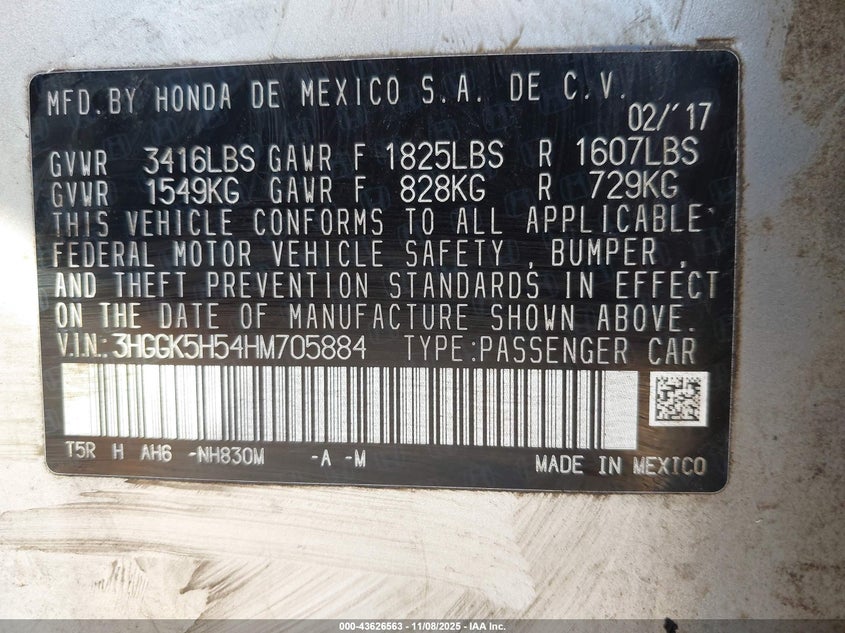 MFD.BY HONDA DE MEXICO S.A. DE C.V.
02/'17
GVWR 3416LBS GAWR F 1825LBS R 1607LBS
GVWR 1549KG GAWR F 828KG R 729KG
THIS VEHICLE CONFORMS TO ALL APPLICABLE
FEDERAL MOTOR VEHICLE SAFETY , BUMPER ,
AND THEFT PREVENTION STANDARDS IN EFFECT
ON THE DATE OF MANUFACTURE SHOWN ABOVE.
V.I.N.:3HGGK5H54HM705884 TYPE:PASSENGER CAR
T5R H AH6 -NH830M -A -M MADE IN MEXICO
000-43626563 - 11/08/2025 - IAA Inc.